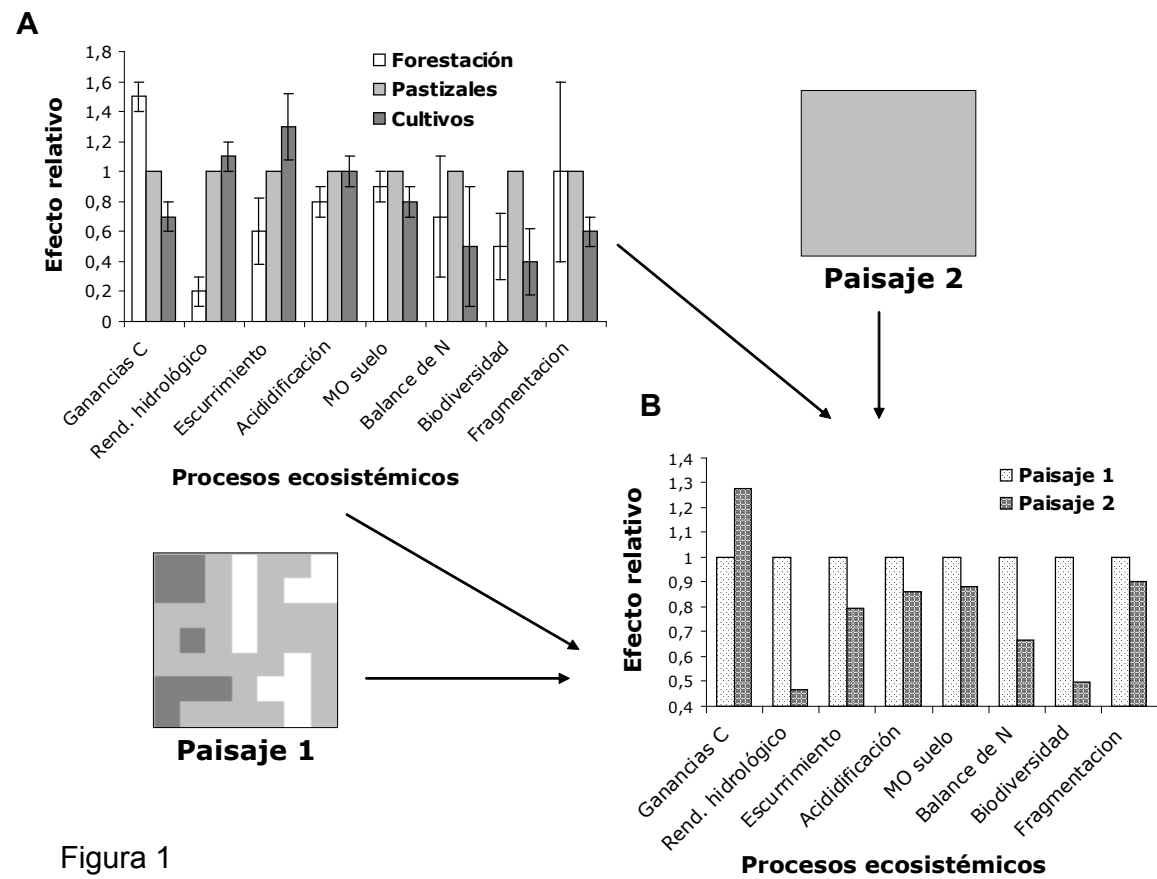 A
1,8
1,6
1,4
1,2
1
0,8
0,6
0,4
0,2
0
Efecto relativo
Forestación
Pastizales
Cultivos
Ganancias C
Rend. hidrológico
Escurrimiento
Acididificación
MO suelo
Balance de N
Biodiversidad
Fragmentacion
Procesos ecosistémicos
Paisaje 2
Paisaje 1
B
1,4
1,3
1,2
1,1
1
0,9
0,8
0,7
0,6
0,5
0,4
Efecto relativo
Paisaje 1
Paisaje 2
Ganancias C
Rend. hidrológico
Escurrimiento
Acididificación
MO suelo
Balance de N
Biodiversidad
Fragmentacion
Procesos ecosistémicos
Figura 1